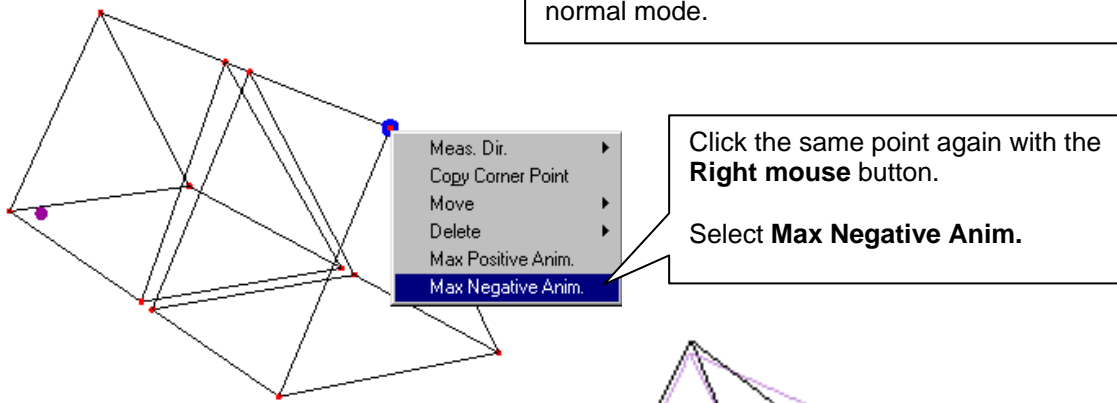 normal mode.
Click the same point again with the
Right mouse button.
Select Max Negative Anim.
Meas. Dir.
Copy Corner Point
Move
Delete
Max Positive Anim.
Max Negative Anim.